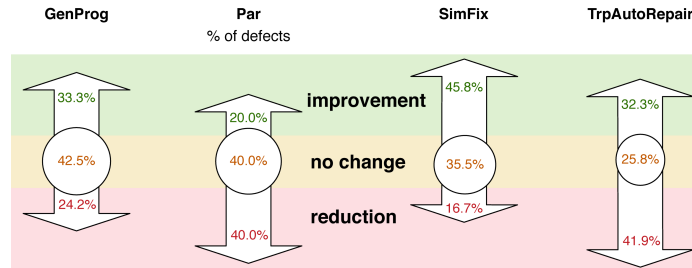 GenProg Par SimFix TrpAutoRepair
% of defects
33.3% 20.0% improvement 45.8% 32.3%
42.5% 40.0% no change 35.5% 25.8%
24.2% 40.0% reduction 16.7% 41.9%